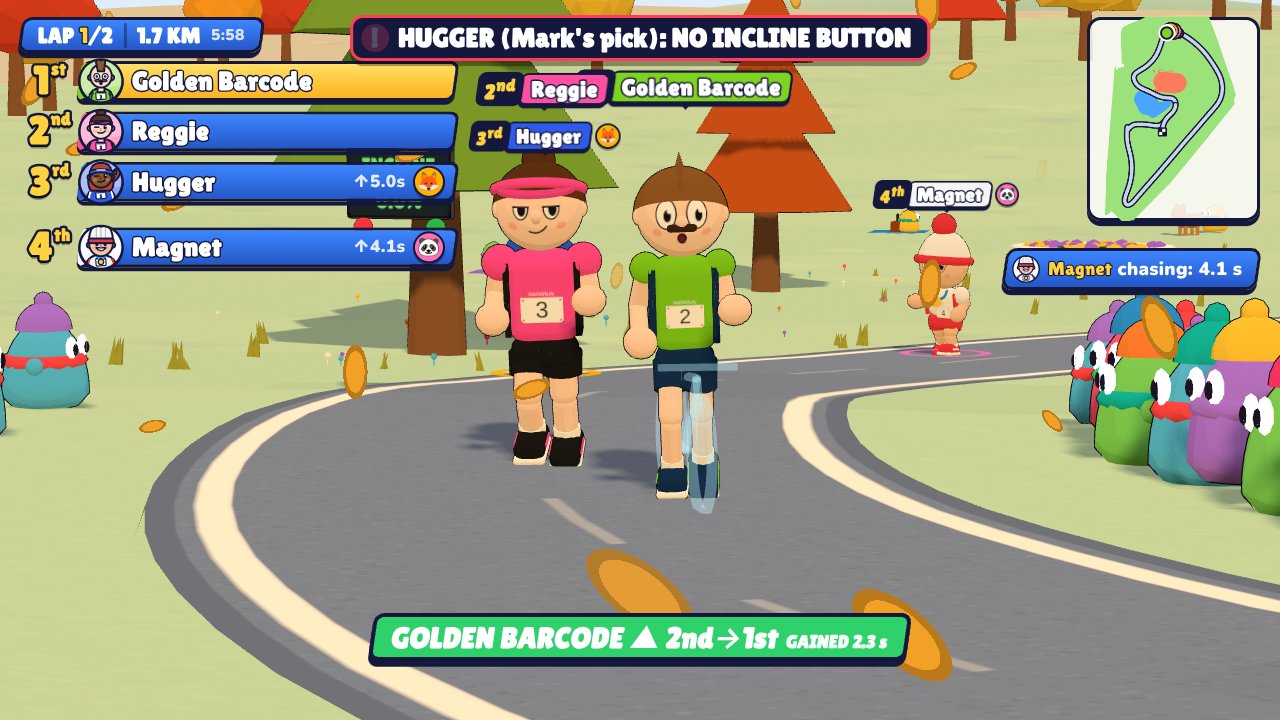 LAP 1/2 1.7 KM 5:58
! HUGGER (Mark's pick): NO INCLINE BUTTON
1st Golden Barcode
2nd Reggie
3rd Hugger ↑5.0s
4th Magnet ↑4.1s
2nd Reggie Golden Barcode
3rd Hugger
4th Magnet
Magnet chasing: 4.1 s
3
2
4
GOLDEN BARCODE ▲ 2nd→1st GAINED 2.3 s